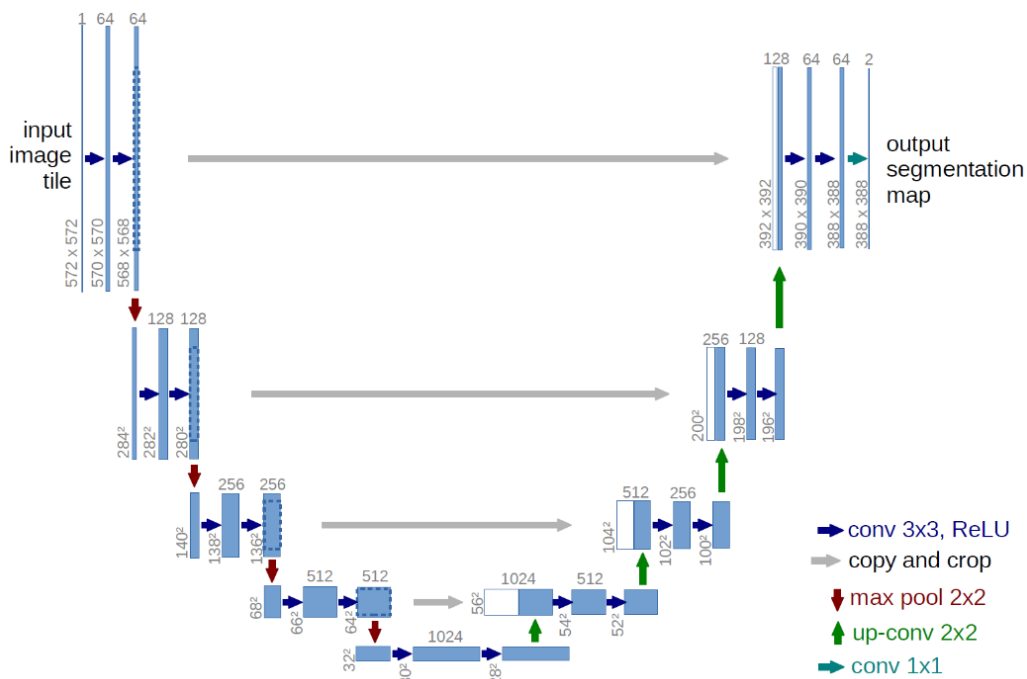 1 64 64
128 64 64 2
input
image
tile
output
segmentation
map
572 x 572
570 x 570
568 x 568
392 x 392
390 x 390
388 x 388
388 x 388
128 128
256 128
284²
282²
280²
200²
198²
196²
256 256
512 256
140²
138²
136²
104²
102²
100²
512 512
1024 512
68²
66²
64²
56²
54²
52²
1024
32²
conv 3x3, ReLU
copy and crop
max pool 2x2
up-conv 2x2
conv 1x1